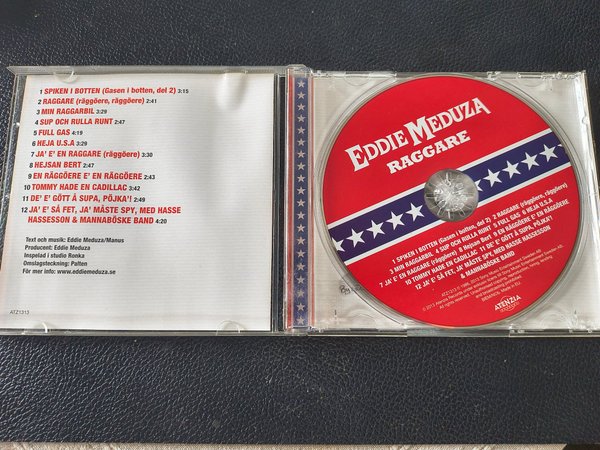 1 SPIKEN I BOTTEN (Gasen i botten, del 2) 3:15
2 RAGGARE (räggöere, räggöere) 2:41
3 MIN RAGGARBIL 3:29
4 SUP OCH RULLA RUNT 2:47
5 FULL GAS 4:19
6 HEJA U.S.A 3:29
7 JA' E' EN RAGGARE (räggöere) 3:30
8 HEJSAN BERT 2:47
9 EN RÄGGÖERE E' EN RÄGGÖERE 2:43
10 TOMMY HADE EN CADILLAC 3:42
11 DE' E' GÖTT Å SUPA, PÖJKA'! 2:49
12 JA' E' SÅ FET, JA' MÅSTE SPY, MED HASSE
HASSESSON & MANNABÖSKE BAND 4:20
Text och musik: Eddie Meduza/Manus
Producent: Eddie Meduza
Inspelad i studio Ronka
Omslagsteckning: Palten
För mer info: www.eddiemeduza.se
ATZ1313
EDDIE MEDUZA
RAGGARE
1 SPIKEN I BOTTEN (Gasen i botten, del 2) 2 RAGGARE (räggöere, räggöere)
3 MIN RAGGARBIL 4 SUP OCH RULLA RUNT 5 FULL GAS 6 HEJA U.S.A
7 JA' E' EN RAGGARE (räggöere) 8 Hejsan Bert 9 EN RÄGGÖERE E' EN RÄGGÖERE
10 TOMMY HADE EN CADILLAC 11 DE' E' GÖTT Å SUPA, PÖJKA'!
12 JA' E' SÅ FET, JA' MÅSTE SPY, MED HASSE HASSESSON
& MANNABÖSKE BAND
ATENZIA
RECORDS